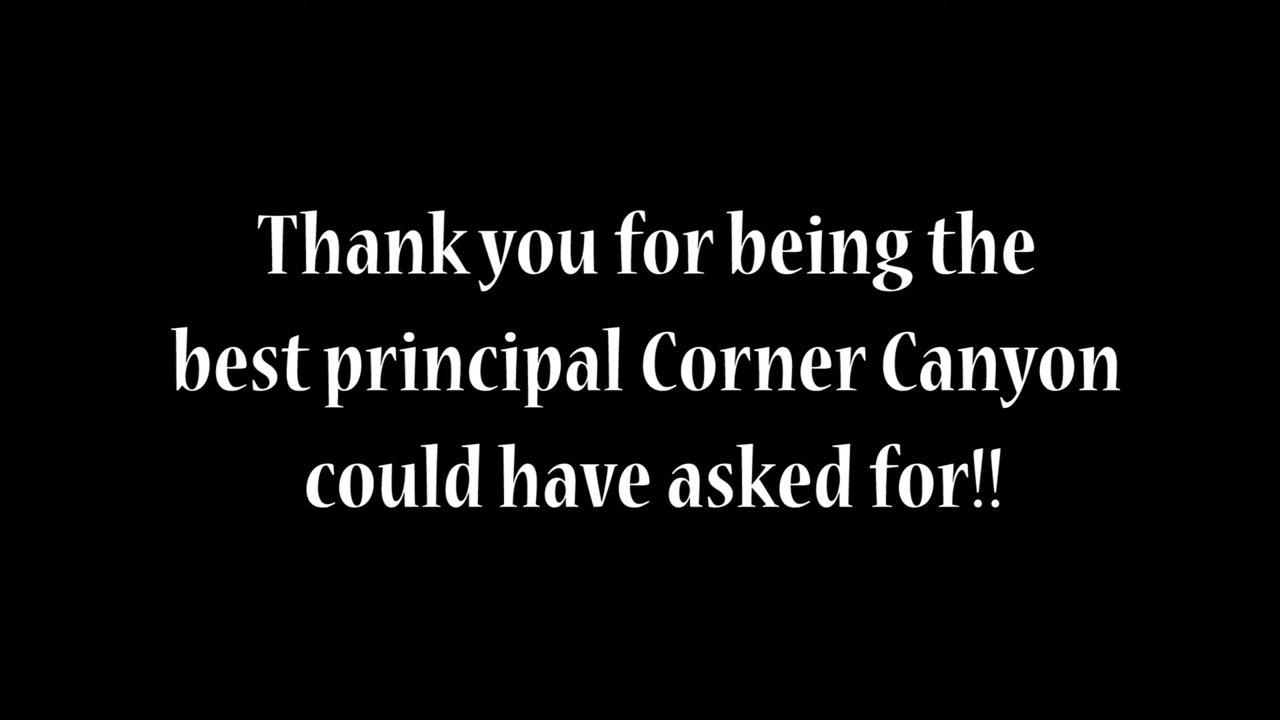 Thank you for being the
best principal Corner Canyon
could have asked for!!